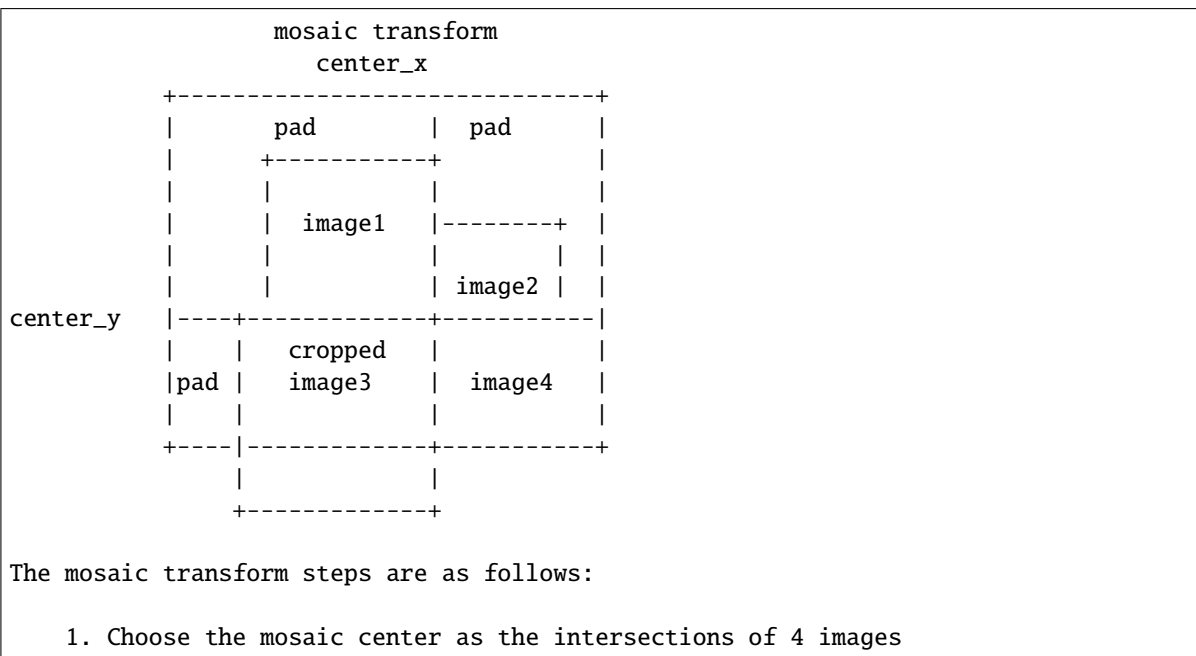 mosaic transform
                      center_x
           +------------------------------+
           |       pad        |  pad      |
           |      +-----------+           |
           |      |           |           |
           |      |  image1   |--------+  |
           |      |           |        |  |
           |      |           | image2 |  |
center_y   |----+-------------+-----------|
           |    |   cropped   |           |
           |pad |   image3    |  image4   |
           |    |             |           |
           +----|-------------+-----------+
                |             |
                +-------------+
The mosaic transform steps are as follows:
    1. Choose the mosaic center as the intersections of 4 images